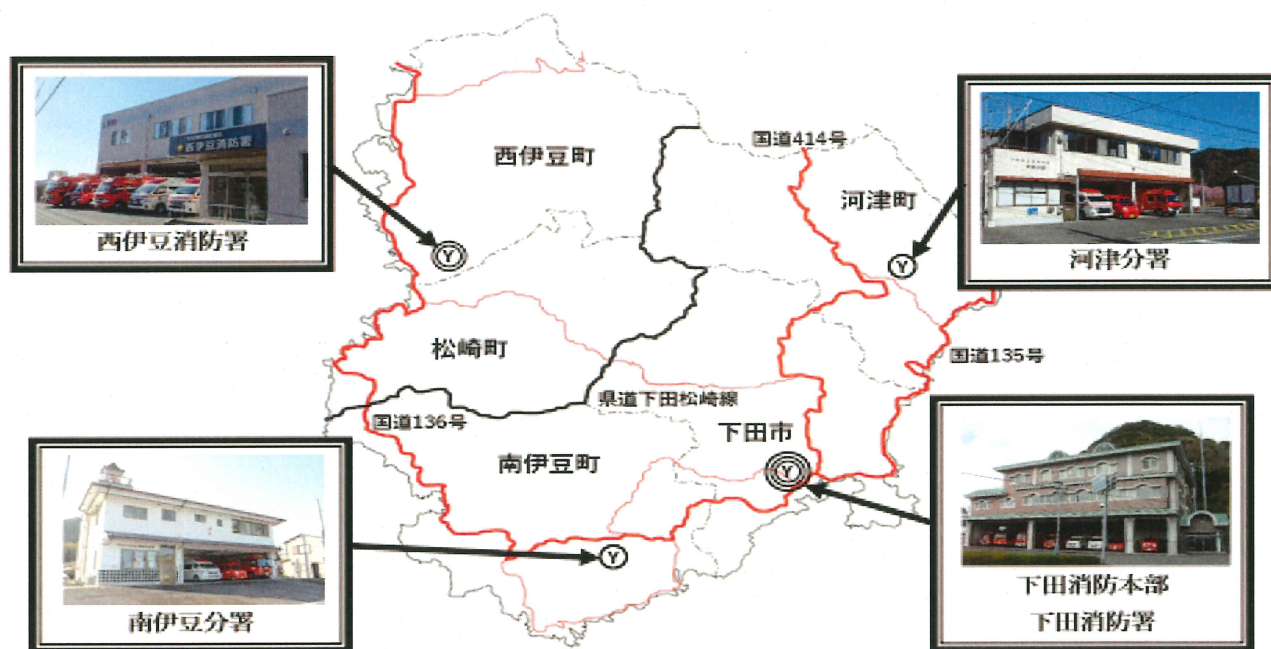 西伊豆消防署
西伊豆消防署
国道414号
西伊豆町
河津町
Y
Y
河津分署
松崎町
国道135号
県道下田松崎線
国道136号
下田市
南伊豆町
Y
Y
南伊豆分署
下田消防本部
下田消防署